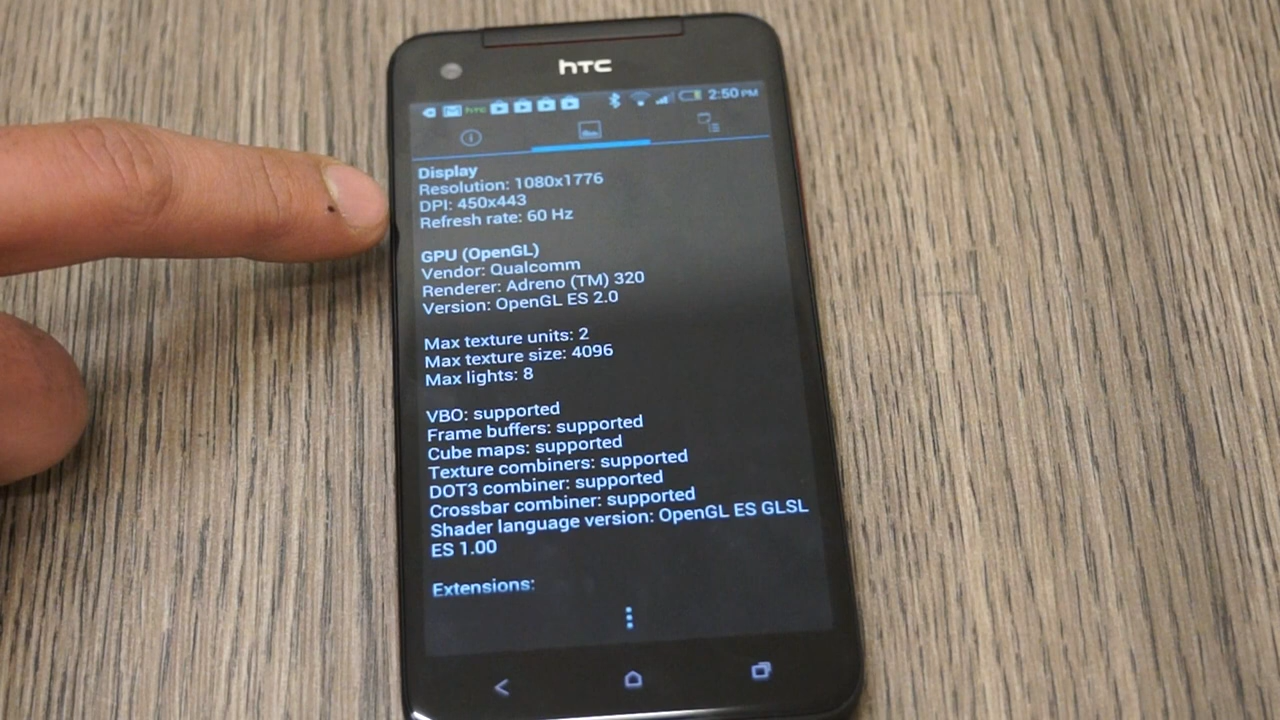 hTC
hTC 2:50 PM
Display
Resolution: 1080x1776
DPI: 450x443
Refresh rate: 60 Hz
GPU (OpenGL)
Vendor: Qualcomm
Renderer: Adreno (TM) 320
Version: OpenGL ES 2.0
Max texture units: 2
Max texture size: 4096
Max lights: 8
VBO: supported
Frame buffers: supported
Cube maps: supported
Texture combiners: supported
DOT3 combiner: supported
Crossbar combiner: supported
Shader language version: OpenGL ES GLSL
ES 1.00
Extensions: